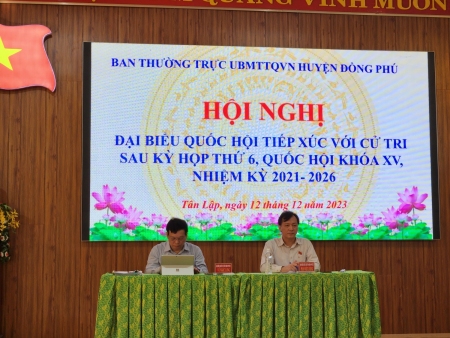 QUANG VINH MUÔN
BAN THƯỜNG TRỰC UBMTTQVN HUYỆN ĐỒNG PHÚ
HỘI NGHỊ
ĐẠI BIỂU QUỐC HỘI TIẾP XÚC VỚI CỬ TRI
SAU KỲ HỌP THỨ 6, QUỐC HỘI KHÓA XV,
NHIỆM KỲ 2021- 2026
Tân Lập, ngày 12 tháng 12 năm 2023